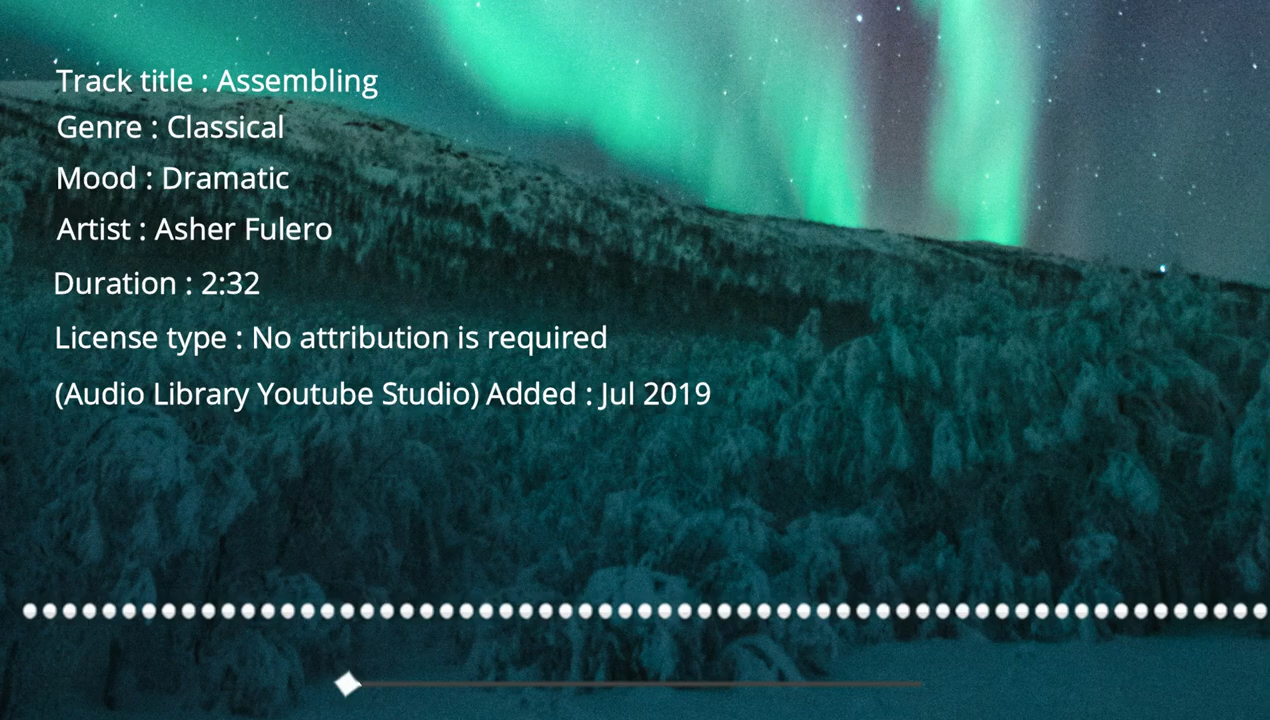 Track title : Assembling
Genre : Classical
Mood : Dramatic
Artist : Asher Fulero
Duration : 2:32
License type : No attribution is required
(Audio Library Youtube Studio) Added : Jul 2019